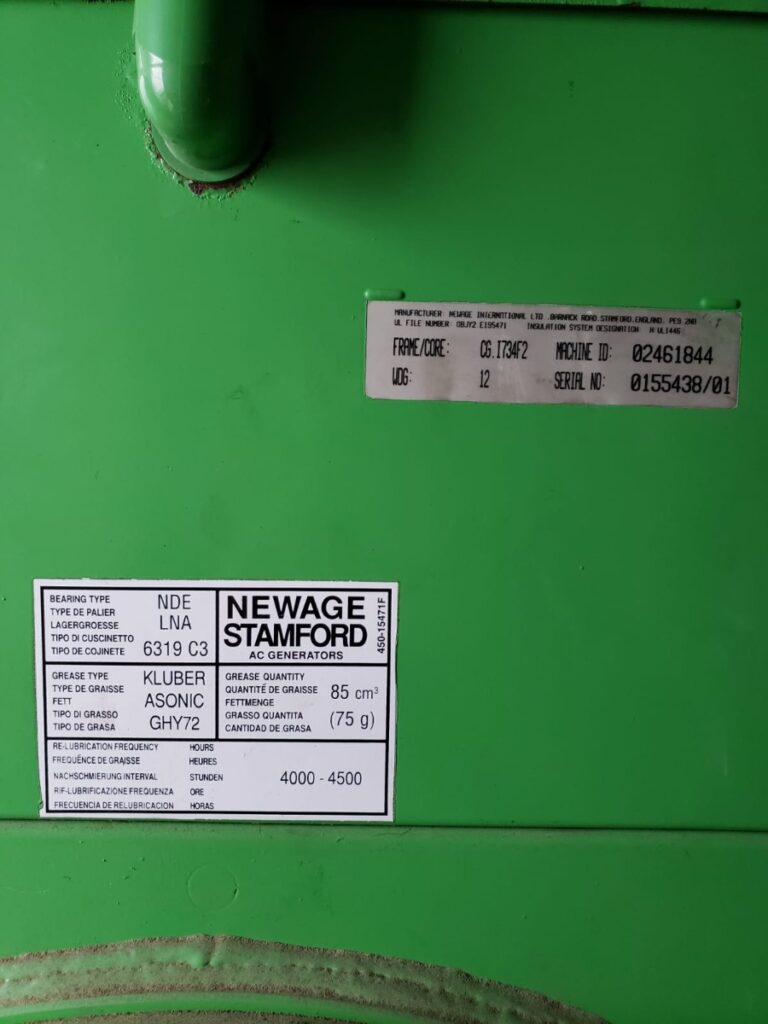 MANUFACTURER NEWAGE INTERNATIONAL LTD .BARNACK ROAD.STAMFORD.ENGLAND. PE9 2NB
UL FILE NUMBER OBJY2 E195471 INSULATION SYSTEM DESIGNATION H UL1446
FRAME/CORE: CG.I734F2 MACHINE ID: 02461844
WDG: 12 SERIAL NO: 0155438/01
BEARING TYPE
TYPE DE PALIER
LAGERGROESSE
TIPO DI CUSCINETTO
TIPO DE COJINETE
NDE
LNA
6319 C3
NEWAGE
STAMFORD
AC GENERATORS
450-15471F
GREASE TYPE
TYPE DE GRAISSE
FETT
TIPO DI GRASSO
TIPO DE GRASA
KLUBER
ASONIC
GHY72
GREASE QUANTITY
QUANTITÉ DE GRAISSE
FETTMENGE
GRASSO QUANTITA
CANTIDAD DE GRASA
85 cm³
(75 g)
RE-LUBRICATION FREQUENCY HOURS
FREQUÊNCE DE GRAISSE HEURES
NACHSCHMIERUNG INTERVAL STUNDEN
RIF-LUBRIFICAZIONE FREQUENZA ORE
FRECUENCIA DE RELUBRICACION HORAS
4000 - 4500